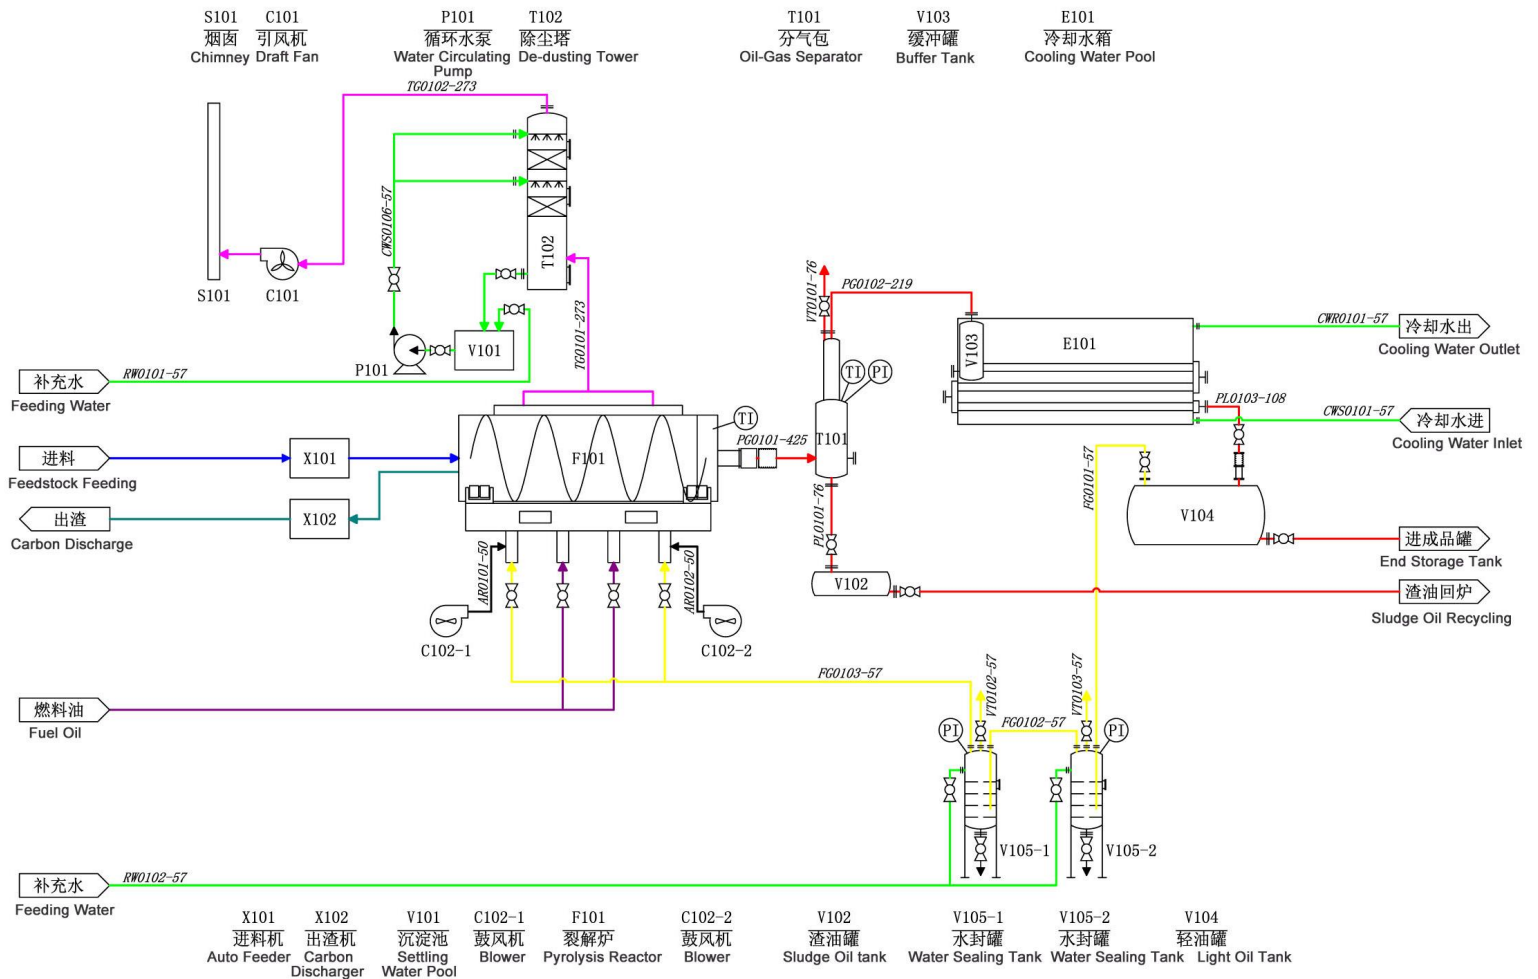 S101 C101 P101 T102 T101 V103 E101
烟囱 引风机 循环水泵 除尘塔 分气包 缓冲罐 冷却水箱
Chimney Draft Fan Water Circulating Pump De-dusting Tower Oil-Gas Separator Buffer Tank Cooling Water Pool
TG0102-273
CWS0106-57
T102
S101
C101
TG0101-273
P101
V101
RW0101-57
补充水
Feeding Water
VT0101-76
PG0102-219
V103
E101
CWR0101-57
冷却水出
Cooling Water Outlet
TI
PI
PL0103-108
CWS0101-57
冷却水进
Cooling Water Inlet
TI
PG0101-425
T101
进料
Feedstock Feeding
X101
F101
出渣
Carbon Discharge
X102
PL0101-76
FG0101-57
V104
进成品罐
End Storage Tank
AR0101-50
AR0102-50
V102
渣油回炉
Sludge Oil Recycling
C102-1
C102-2
FG0103-57
燃料油
Fuel Oil
VT0102-57
FG0102-57
VT0103-57
PI
PI
V105-1
V105-2
补充水
Feeding Water
RW0102-57
X101 X102 V101 C102-1 F101 C102-2 V102 V105-1 V105-2 V104
进料机 出渣机 沉淀池 鼓风机 裂解炉 鼓风机 渣油罐 水封罐 水封罐 轻油罐
Auto Feeder Carbon Discharger Settling Water Pool Blower Pyrolysis Reactor Blower Sludge Oil tank Water Sealing Tank Water Sealing Tank Light Oil Tank